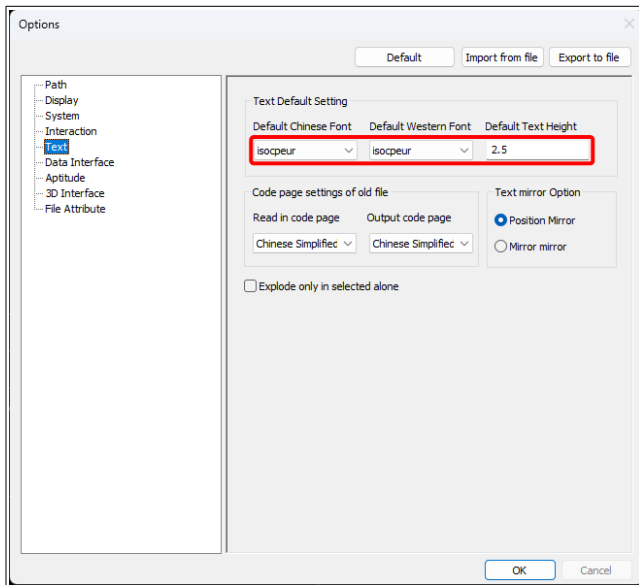 Options
Default Import from file Export to file
Path
Display
System
Interaction
Text
Data Interface
Aptitude
3D Interface
File Attribute
Text Default Setting
Default Chinese Font Default Western Font Default Text Height
isocpeur isocpeur 2.5
Code page settings of old file
Read in code page Output code page
Chinese Simplified Chinese Simplified
Text mirror Option
Position Mirror
Mirror mirror
Explode only in selected alone
OK Cancel